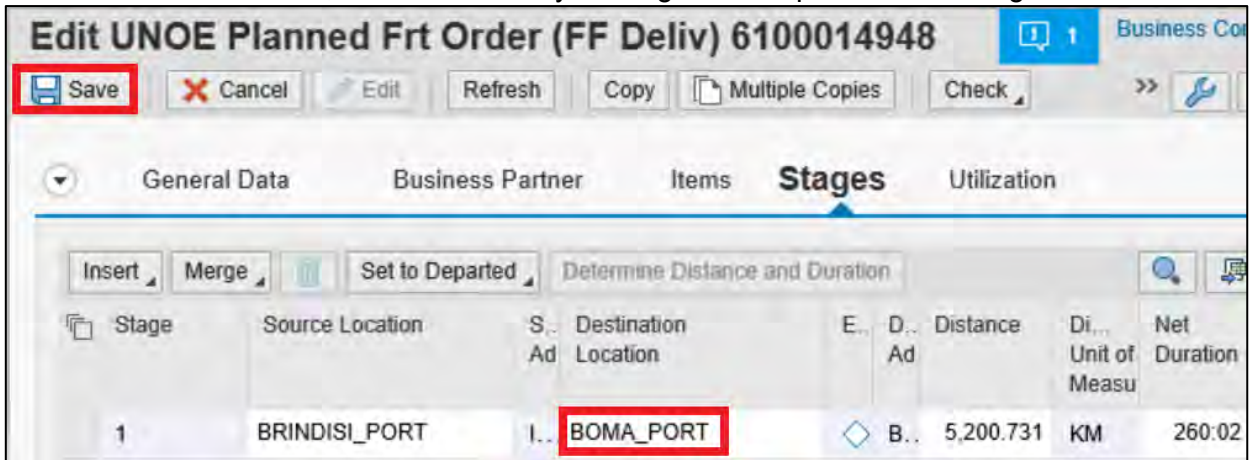 Edit UNOE Planned Frt Order (FF Deliv) 6100014948 1 Business Co
Save Cancel Edit Refresh Copy Multiple Copies Check >>
General Data Business Partner Items Stages Utilization
Insert Merge Set to Departed Determine Distance and Duration
Stage Source Location S.. Destination E.. D.. Distance Di... Net
Ad Location Ad Unit of Duration
Measu
1 BRINDISI_PORT I... BOMA_PORT B.. 5,200.731 KM 260:02